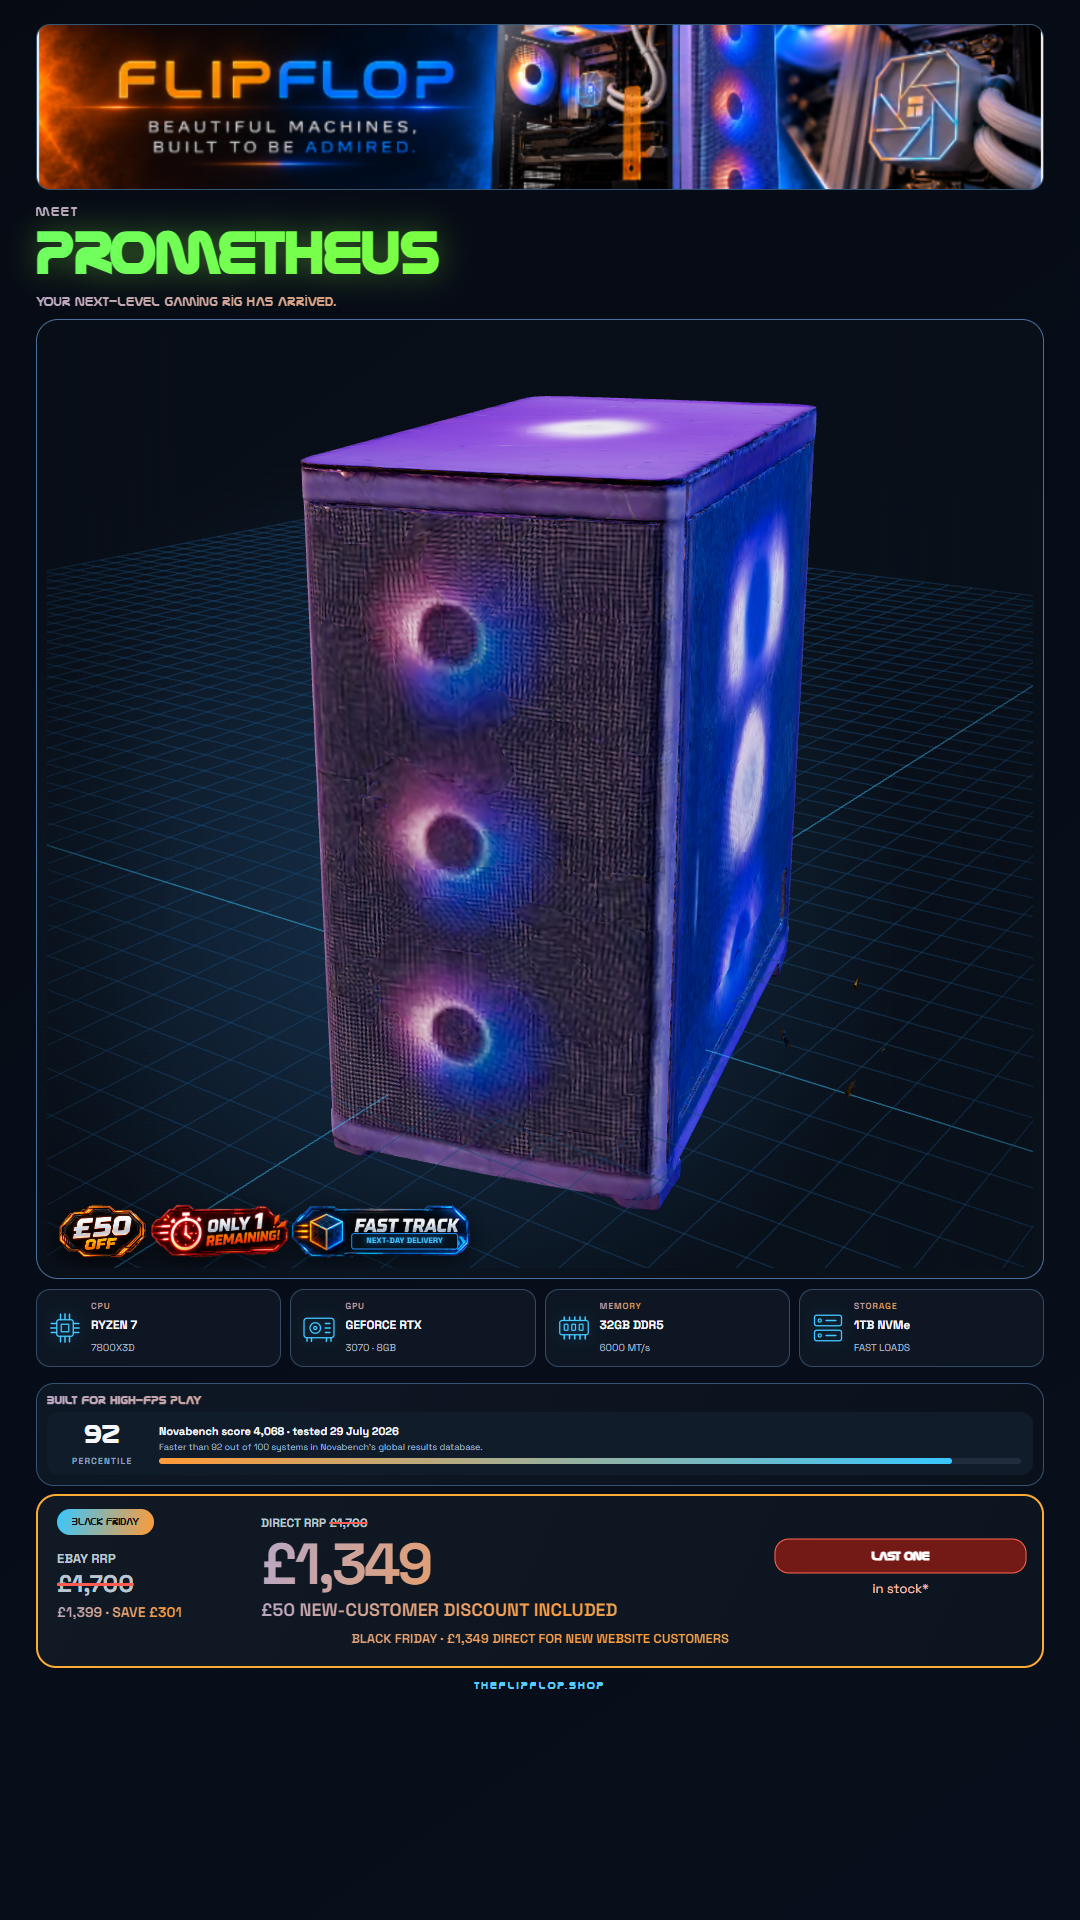 FLIPFLOP
BEAUTIFUL MACHINES,
BUILT TO BE ADMIRED.
MEET
PROMETHEUS
YOUR NEXT-LEVEL GAMING RIG HAS ARRIVED.
£50 OFF
ONLY 1 REMAINING!
FAST TRACK
NEXT-DAY DELIVERY
CPU
RYZEN 7
7800X3D
GPU
GEFORCE RTX
3070 · 8GB
MEMORY
32GB DDR5
6000 MT/s
STORAGE
1TB NVMe
FAST LOADS
BUILT FOR HIGH-FPS PLAY
92
PERCENTILE
Novabench score 4,068 · tested 29 July 2026
Faster than 92 out of 100 systems in Novabench's global results database.
BLACK FRIDAY
EBAY RRP
£1,700
£1,399 · SAVE £301
DIRECT RRP £1,700
£1,349
£50 NEW-CUSTOMER DISCOUNT INCLUDED
BLACK FRIDAY · £1,349 DIRECT FOR NEW WEBSITE CUSTOMERS
LAST ONE
in stock*
THEFLIPFLOP.SHOP